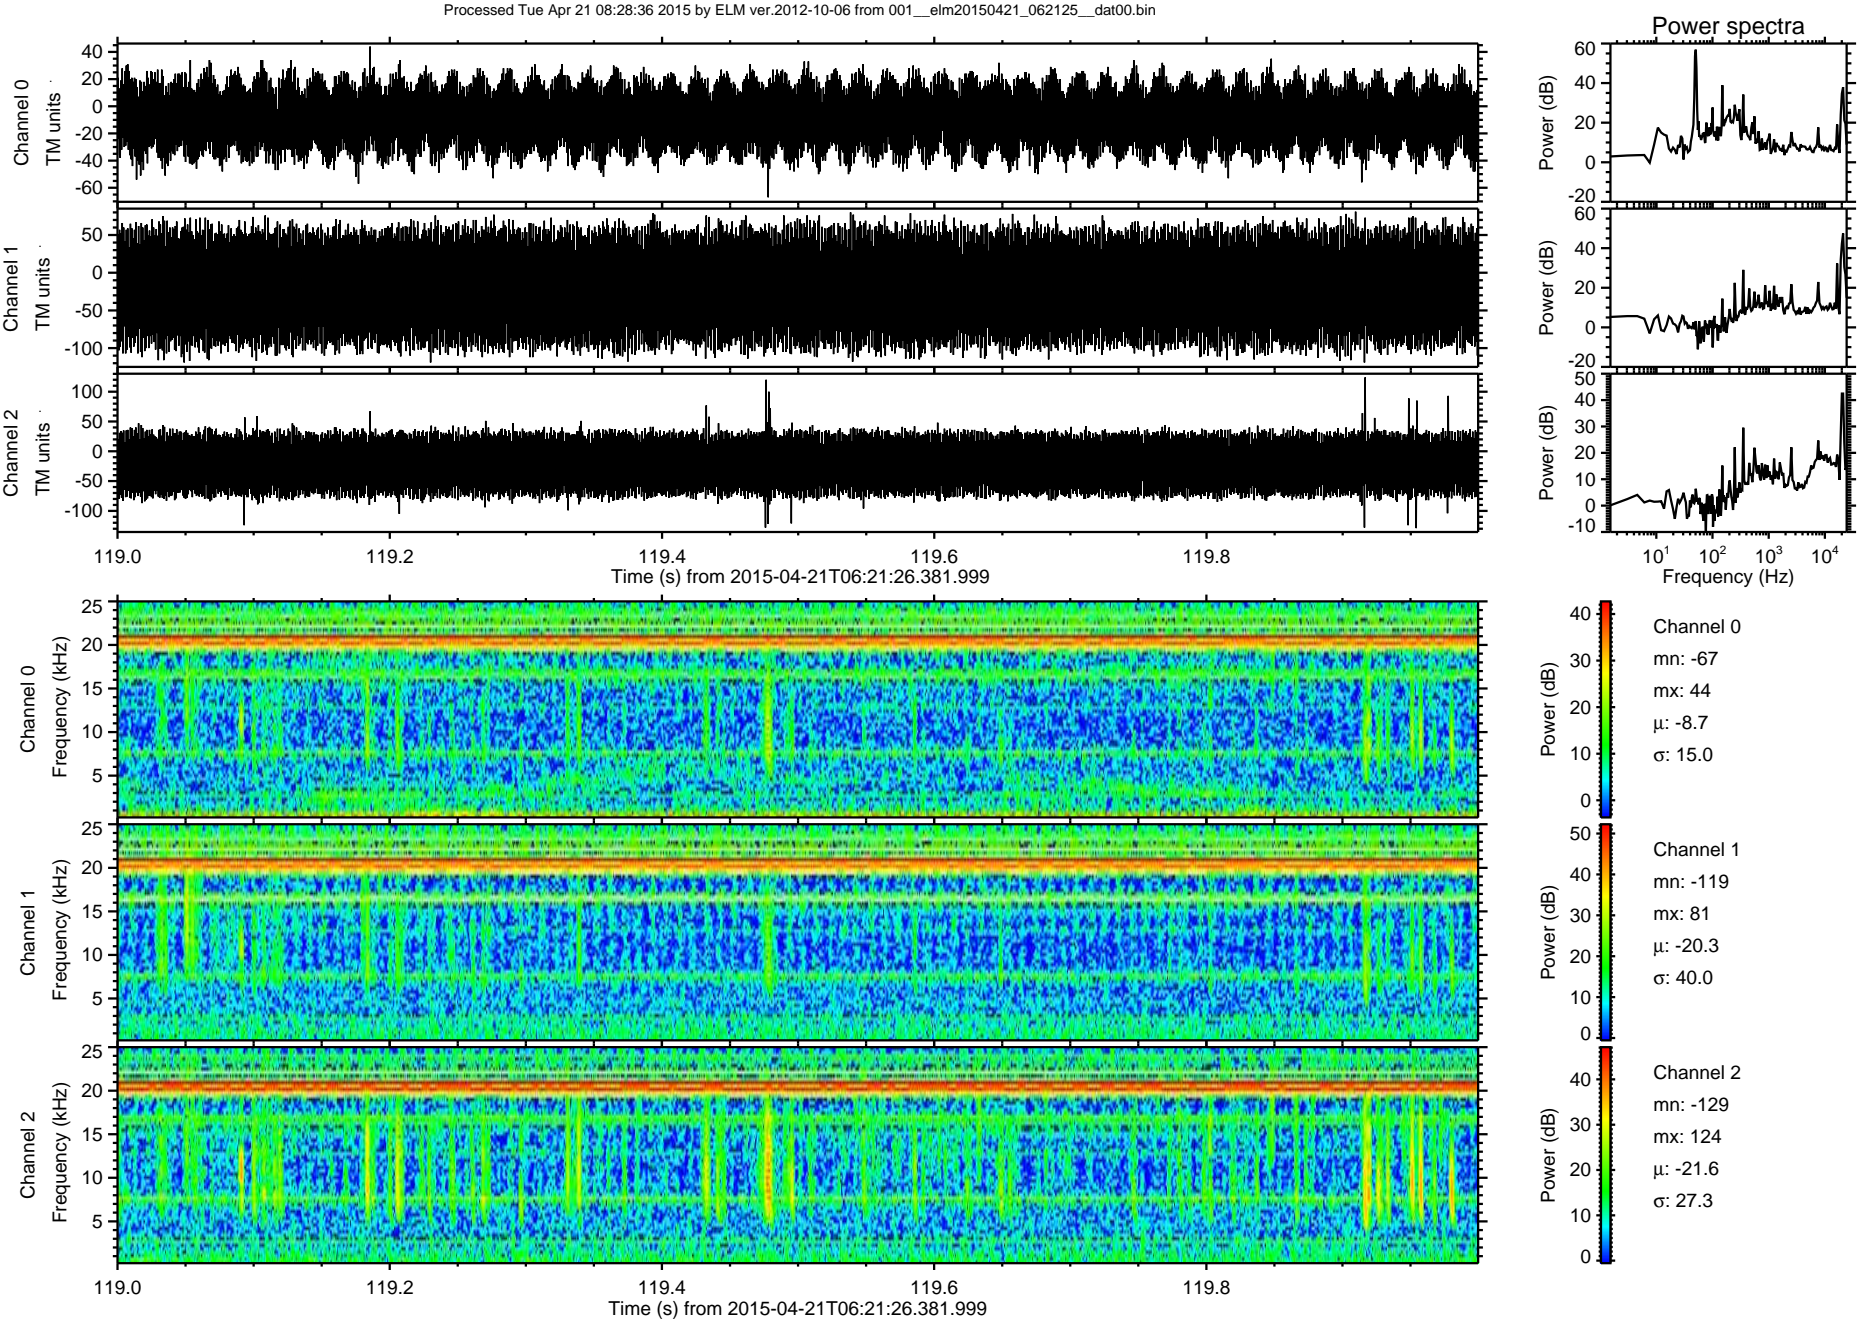 Processed Tue Apr 21 08:28:36 2015 by ELM ver.2012-10-06 from 001__elm20150421_062125__dat00.bin
Power spectra
Channel 0
TM units
40
20
0
-20
-40
-60
Power (dB)
60
40
20
0
-20
Channel 1
TM units
50
0
-50
-100
Power (dB)
60
40
20
0
-20
Channel 2
TM units
100
50
0
-50
-100
Power (dB)
50
40
30
20
10
0
-10
119.0 119.2 119.4 119.6 119.8
Time (s) from 2015-04-21T06:21:26.381.999
10^1 10^2 10^3 10^4
Frequency (Hz)
Channel 0
Frequency (kHz)
25
20
15
10
5
Power (dB)
40
30
20
10
0
Channel 0
mn: -67
mx: 44
μ: -8.7
σ: 15.0
Channel 1
Frequency (kHz)
25
20
15
10
5
Power (dB)
50
40
30
20
10
0
Channel 1
mn: -119
mx: 81
μ: -20.3
σ: 40.0
Channel 2
Frequency (kHz)
25
20
15
10
5
Power (dB)
40
30
20
10
0
Channel 2
mn: -129
mx: 124
μ: -21.6
σ: 27.3
119.0 119.2 119.4 119.6 119.8
Time (s) from 2015-04-21T06:21:26.381.999